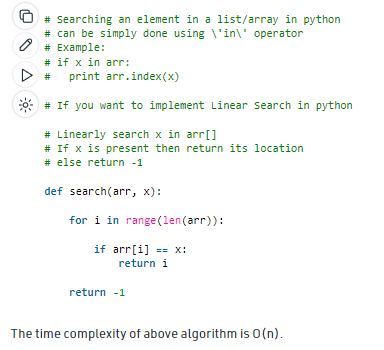 # Searching an element in a list/array in python
# can be simply done using \'in\' operator
# Example:
# if x in arr:
#   print arr.index(x)
# If you want to implement Linear Search in python
# Linearly search x in arr[]
# If x is present then return its location
# else return -1
def search(arr, x):
    for i in range(len(arr)):
        if arr[i] == x:
            return i
    return -1
The time complexity of above algorithm is O(n).